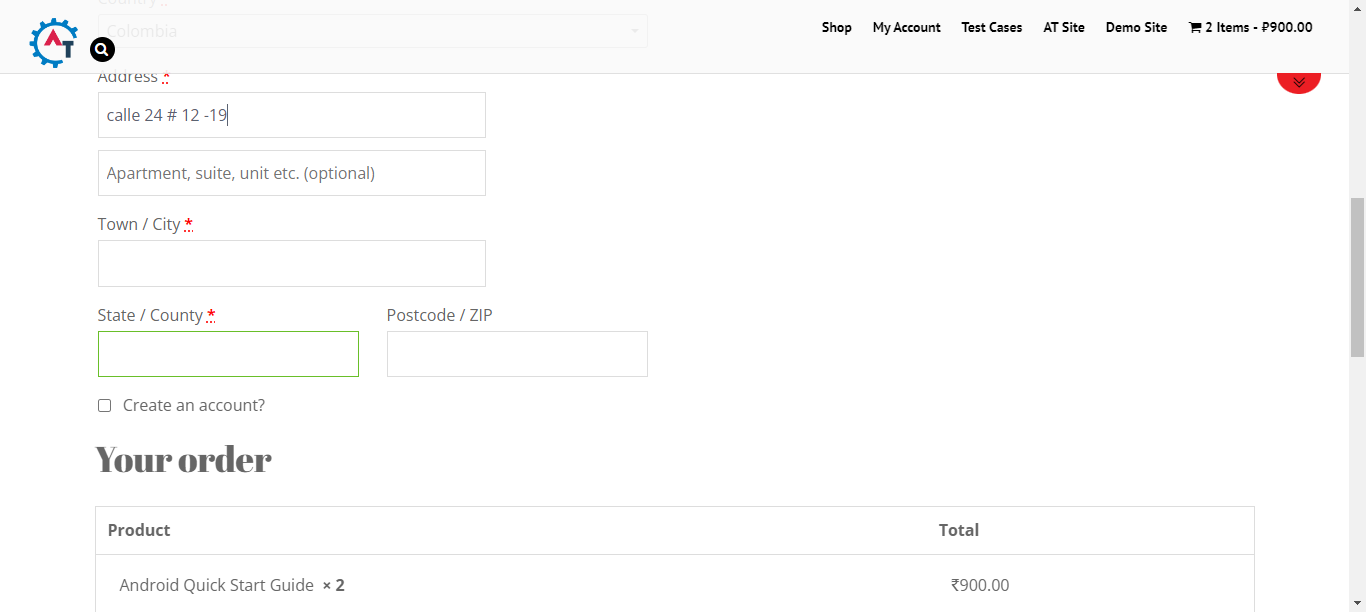 Country *
Colombia
AT
Shop My Account Test Cases AT Site Demo Site 2 Items - ₽900.00
Address *
calle 24 # 12 -19
Apartment, suite, unit etc. (optional)
Town / City *
State / County * Postcode / ZIP
Create an account?
Your order
Product Total
Android Quick Start Guide × 2 ₹900.00